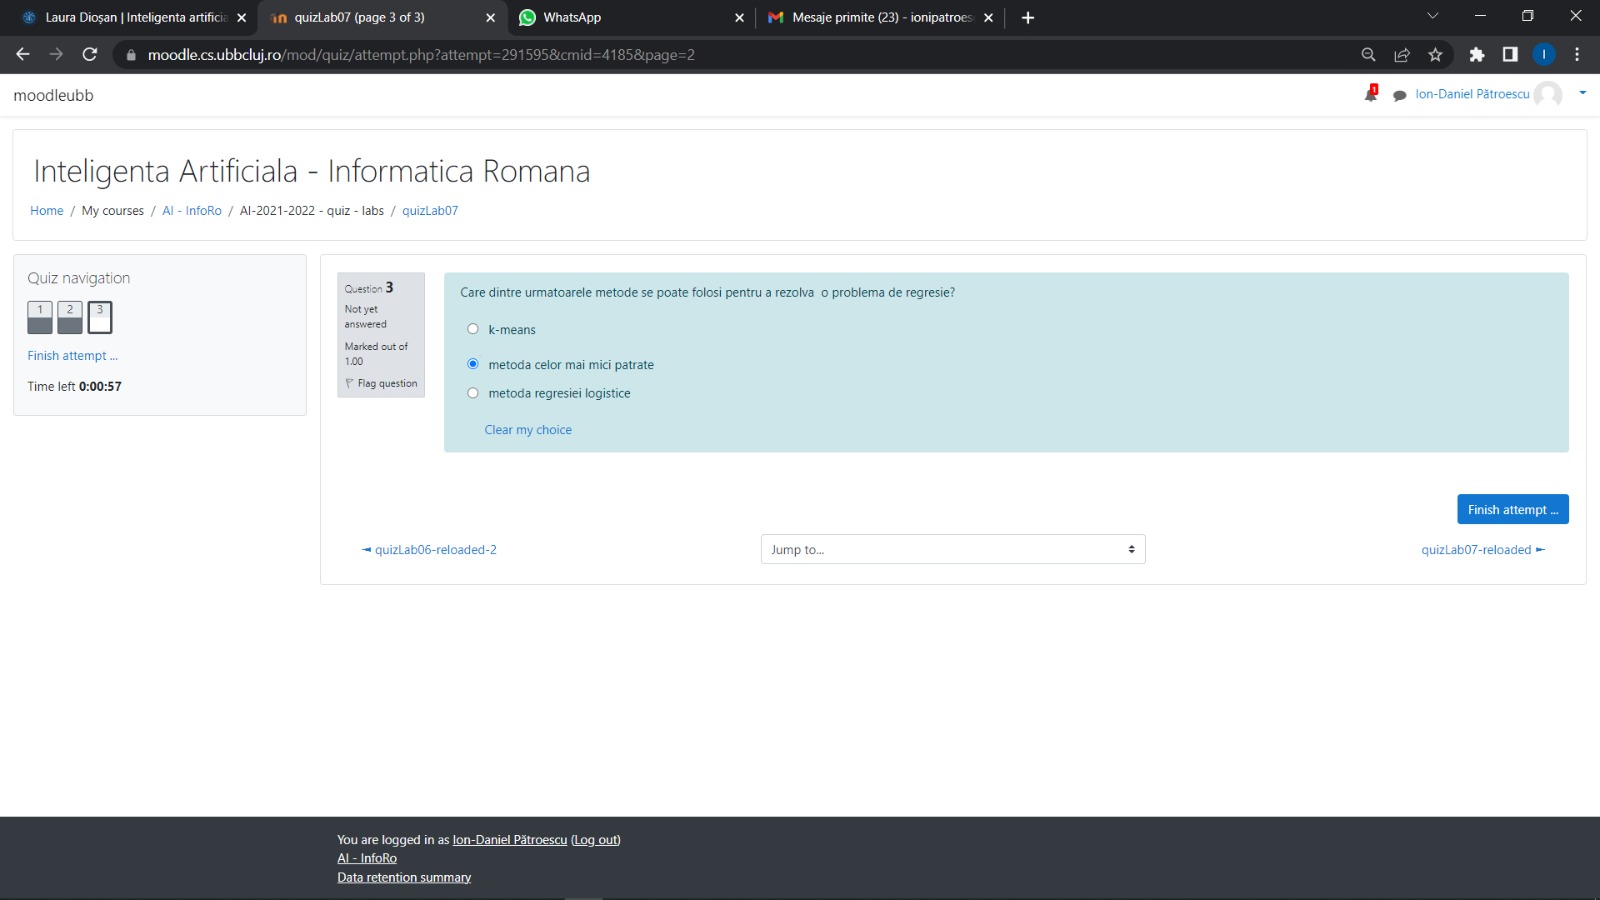 Laura Dioșan | Inteligenta artificia
quizLab07 (page 3 of 3)
WhatsApp
Mesaje primite (23) - ionipatroes
moodle.cs.ubbcluj.ro/mod/quiz/attempt.php?attempt=291595&cmid=4185&page=2
I
moodleubb
1
Ion-Daniel Pătroescu
Inteligenta Artificiala - Informatica Romana
Home / My courses / AI - InfoRo / AI-2021-2022 - quiz - labs / quizLab07
Quiz navigation
1 2 3
Finish attempt ...
Time left 0:00:57
Question 3
Not yet
answered
Marked out of
1.00
Flag question
Care dintre urmatoarele metode se poate folosi pentru a rezolva o problema de regresie?
k-means
metoda celor mai mici patrate
metoda regresiei logistice
Clear my choice
Finish attempt ...
◄ quizLab06-reloaded-2
Jump to...
quizLab07-reloaded ►
You are logged in as Ion-Daniel Pătroescu (Log out)
AI - InfoRo
Data retention summary